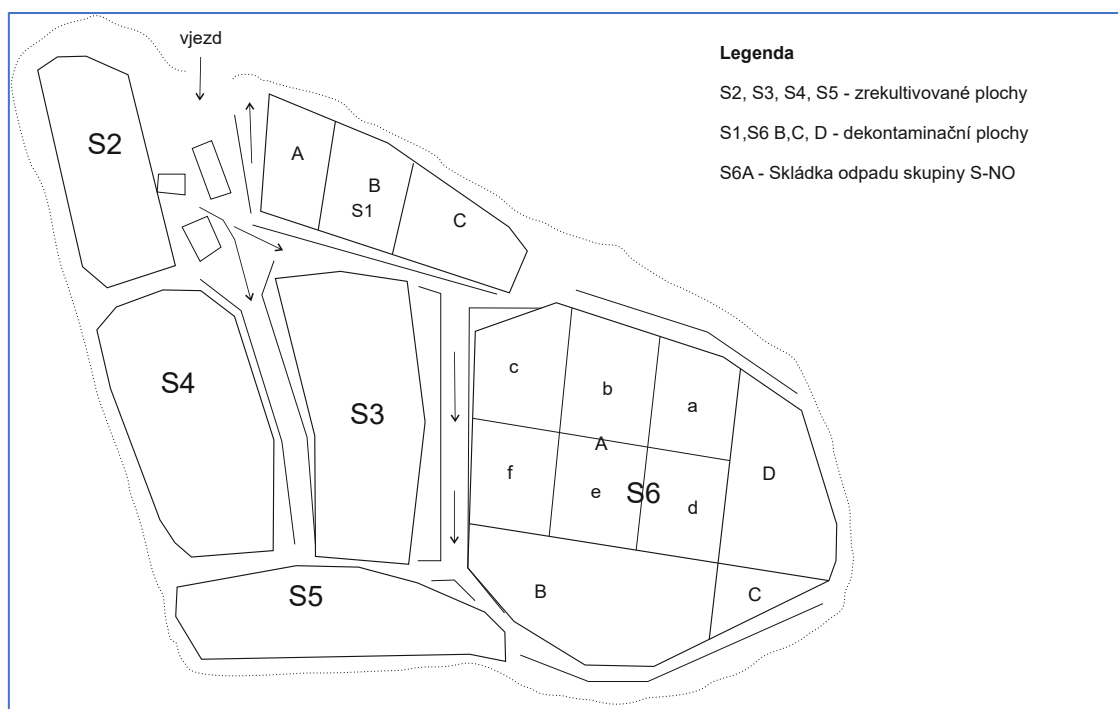 vjezd
Legenda
S2, S3, S4, S5 - zrekultivované plochy
S1,S6 B,C, D - dekontaminační plochy
S6A - Skládka odpadu skupiny S-NO
S2
A
B
S1
C
S4
S3
c
b
a
A
f
e
S6
d
D
S5
B
C